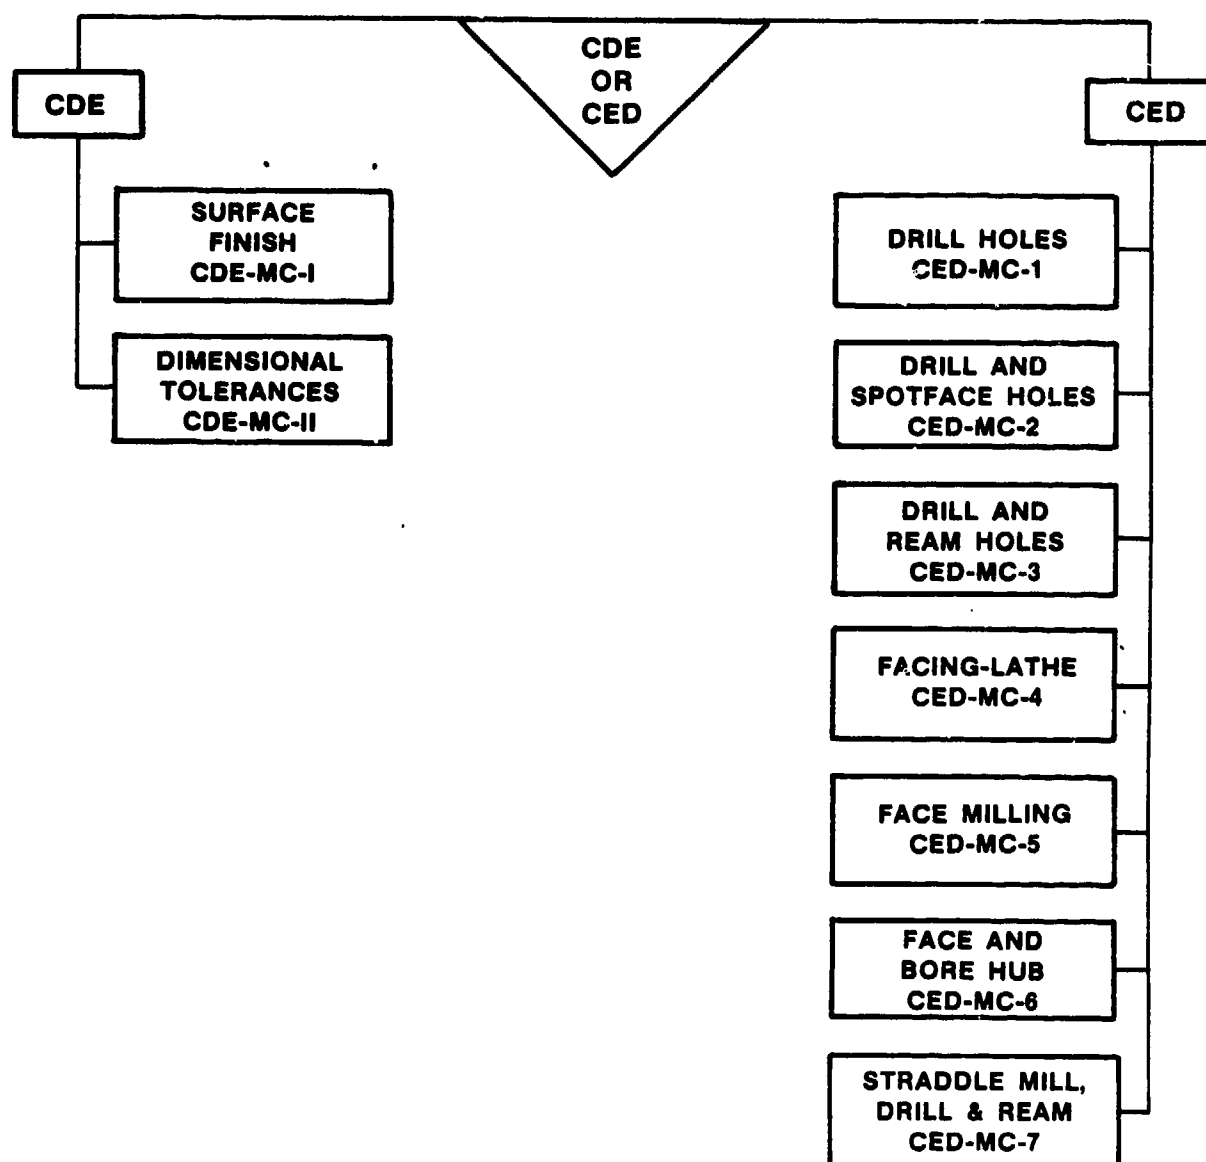 CDE
OR
CED
CDE
CED
SURFACE
FINISH
CDE-MC-I
DIMENSIONAL
TOLERANCES
CDE-MC-II
DRILL HOLES
CED-MC-1
DRILL AND
SPOTFACE HOLES
CED-MC-2
DRILL AND
REAM HOLES
CED-MC-3
FACING-LATHE
CED-MC-4
FACE MILLING
CED-MC-5
FACE AND
BORE HUB
CED-MC-6
STRADDLE MILL,
DRILL & REAM
CED-MC-7